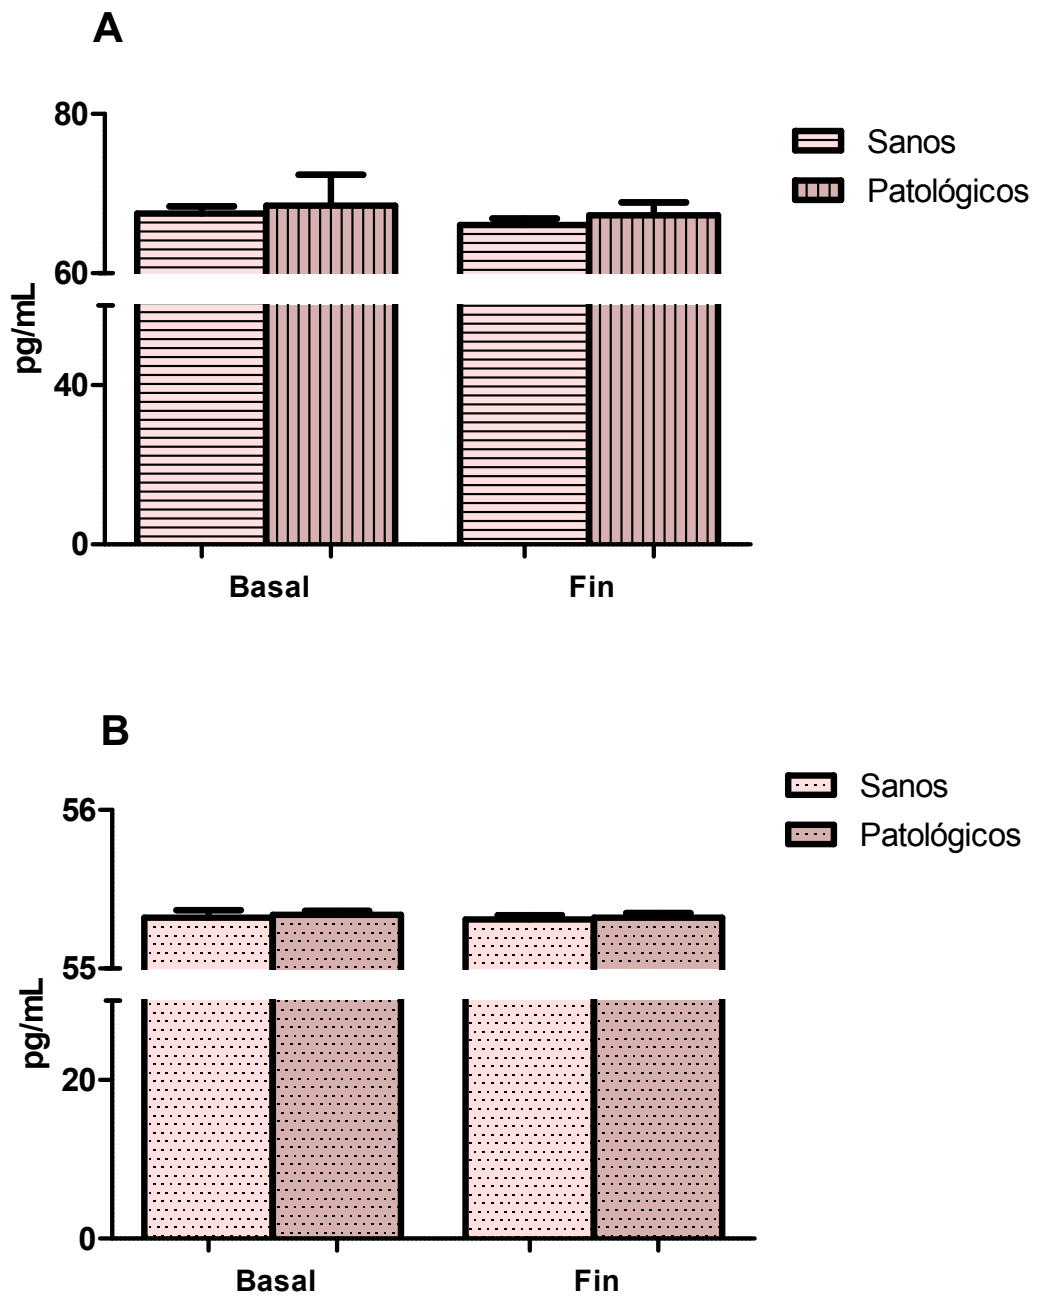 A
80
60
40
0
pg/mL
Basal
Fin
Sanos
Patológicos
B
56
55
20
0
pg/mL
Basal
Fin
Sanos
Patológicos